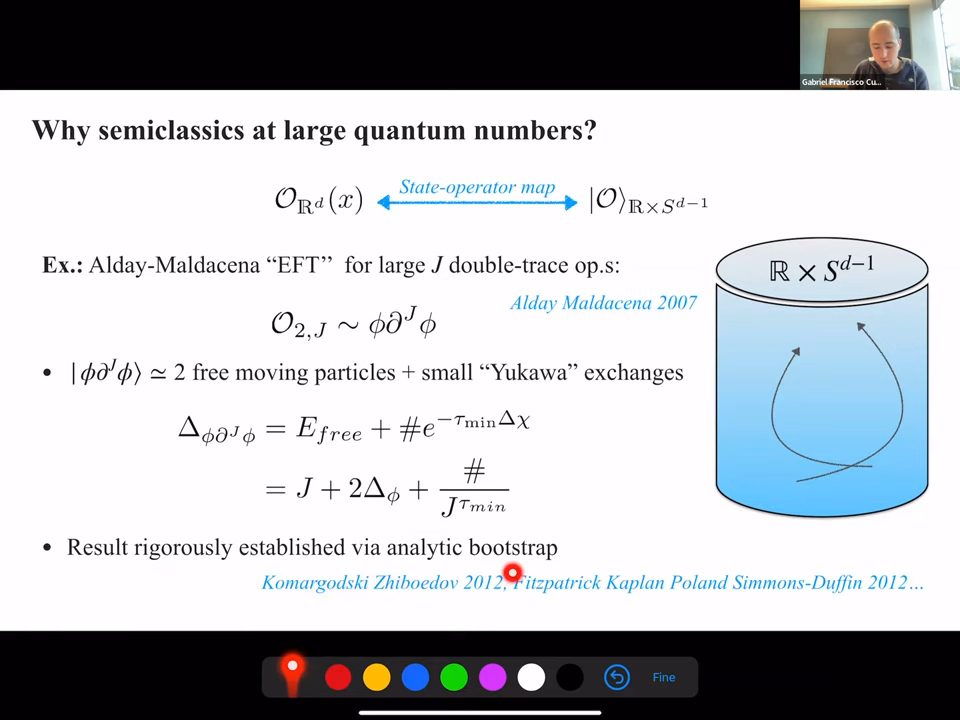 Gabriel Francisco Cu...
Why semiclassics at large quantum numbers?
State-operator map
𝒪_{ℝ^d}(x) ⟷ |𝒪⟩_{ℝ×S^{d−1}}
Ex.: Alday-Maldacena “EFT’’ for large J double-trace op.s:
ℝ × S^{d−1}
Alday Maldacena 2007
𝒪_{2,J} ∼ ϕ∂^Jϕ
• |ϕ∂^Jϕ⟩ ≃ 2 free moving particles + small “Yukawa” exchanges
Δ_{ϕ∂^Jϕ} = E_{free} + #e^{−τ_{min}Δχ}
= J + 2Δ_ϕ + #/J^{τ_{min}}
• Result rigorously established via analytic bootstrap
Komargodski Zhiboedov 2012, Fitzpatrick Kaplan Poland Simmons-Duffin 2012…
Fine